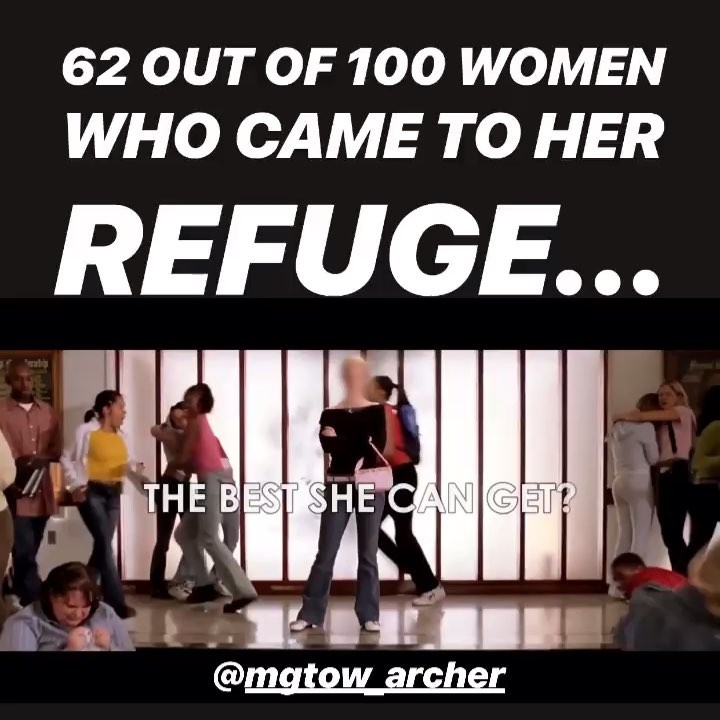 62 OUT OF 100 WOMEN
WHO CAME TO HER
REFUGE...
THE BEST SHE CAN GET?
@mgtow_archer